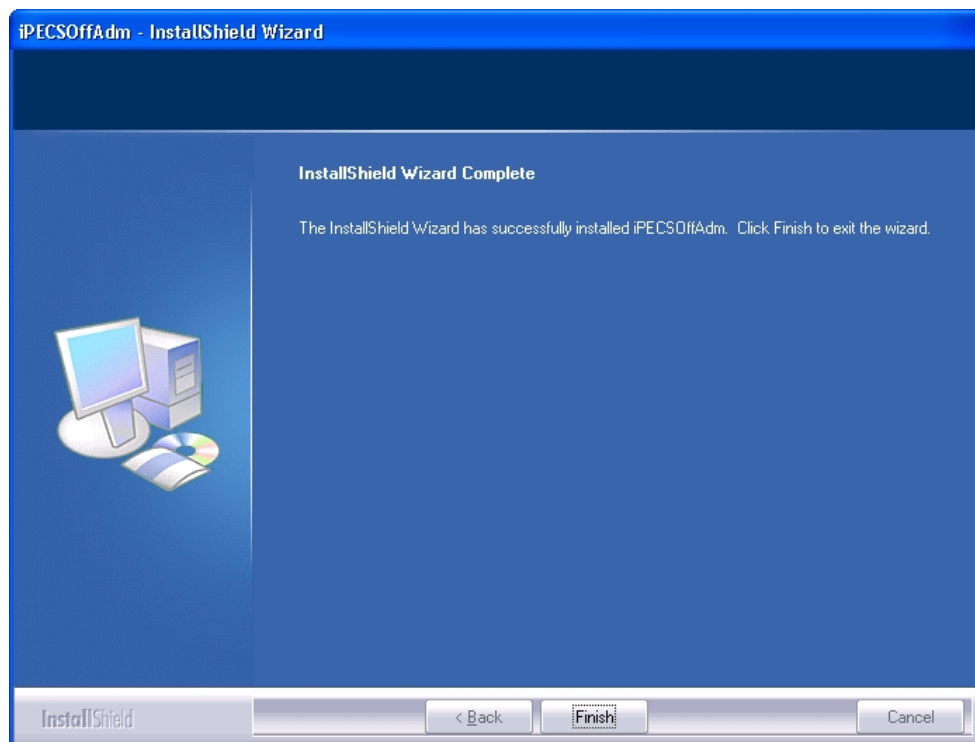 iPECSOffAdm - InstallShield Wizard
InstallShield Wizard Complete
The InstallShield Wizard has successfully installed iPECSOffAdm. Click Finish to exit the wizard.
InstallShield
< Back
Finish
Cancel